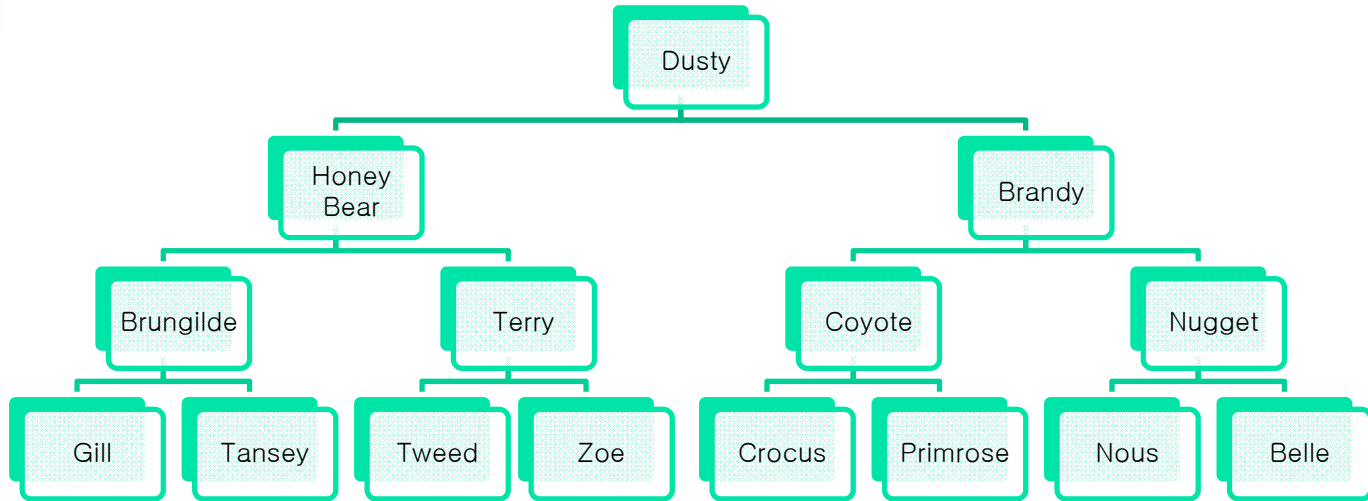 Dusty
Honey
Bear
Brandy
Brungilde
Terry
Coyote
Nugget
Gill
Tansey
Tweed
Zoe
Crocus
Primrose
Nous
Belle